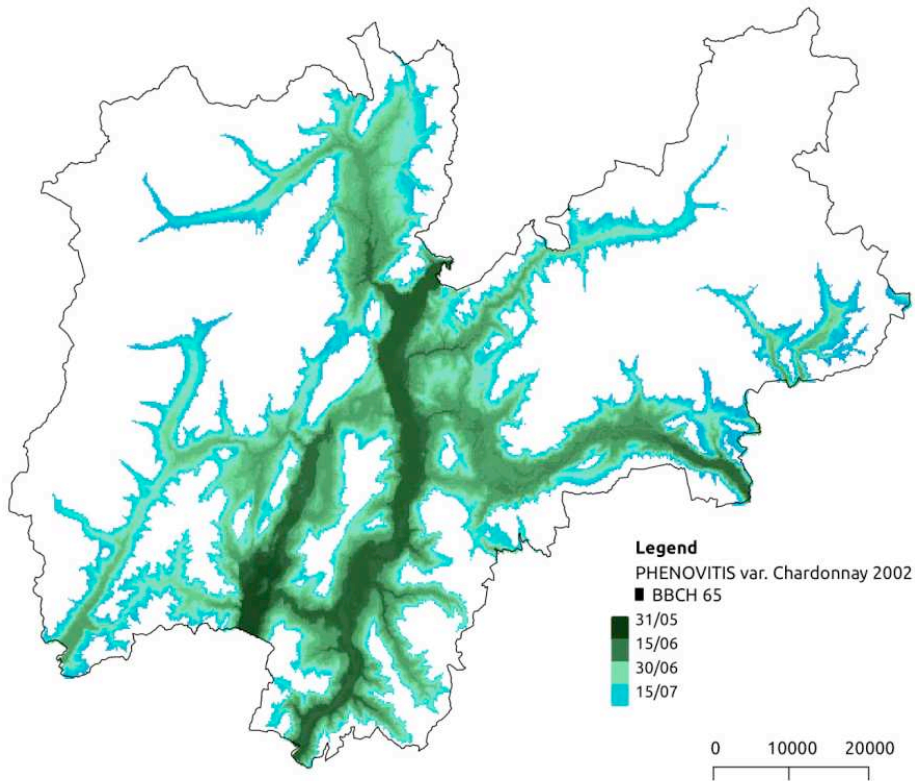 Legend
PHENOVITIS var. Chardonnay 2002
BBCH 65
31/05
15/06
30/06
15/07
0 10000 20000